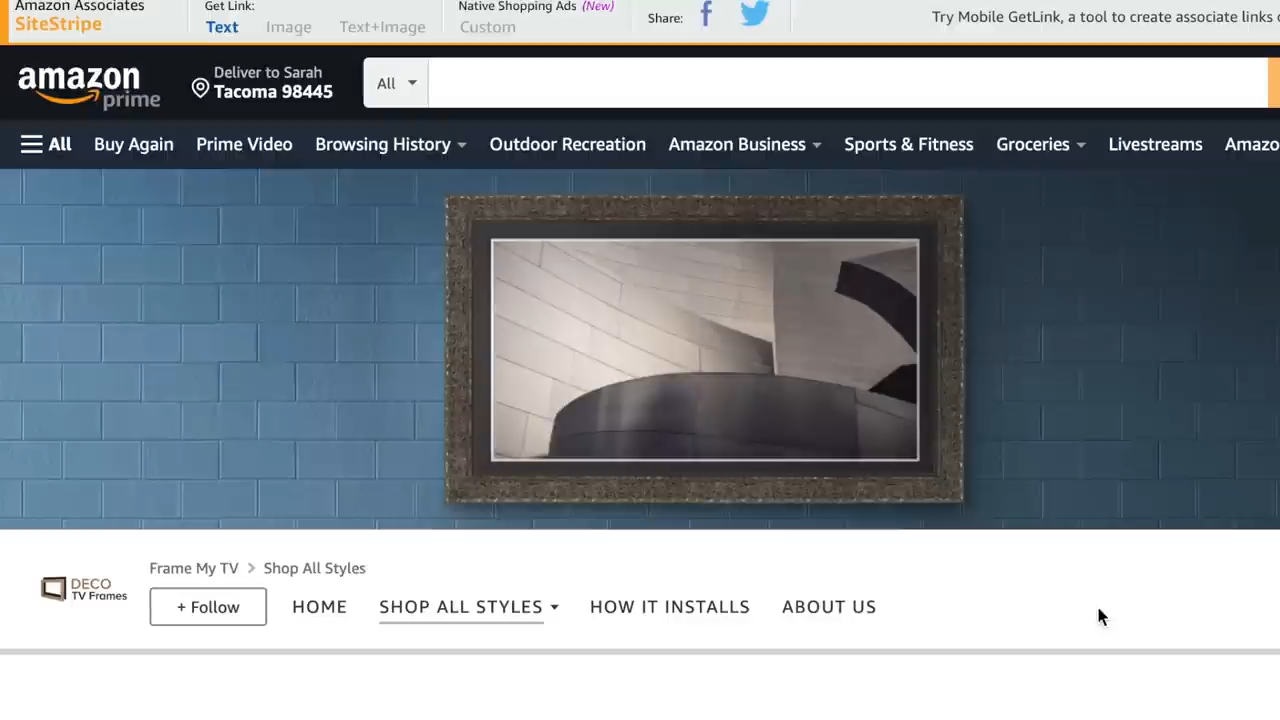 Amazon Associates
SiteStripe
Get Link:
Text Image Text+Image
Native Shopping Ads (New)
Custom
Share:
Try Mobile GetLink, a tool to create associate links
amazon
prime
Deliver to Sarah
Tacoma 98445
All
All Buy Again Prime Video Browsing History Outdoor Recreation Amazon Business Sports & Fitness Groceries Livestreams Amazo
DECO
TV Frames
Frame My TV > Shop All Styles
+ Follow HOME SHOP ALL STYLES HOW IT INSTALLS ABOUT US